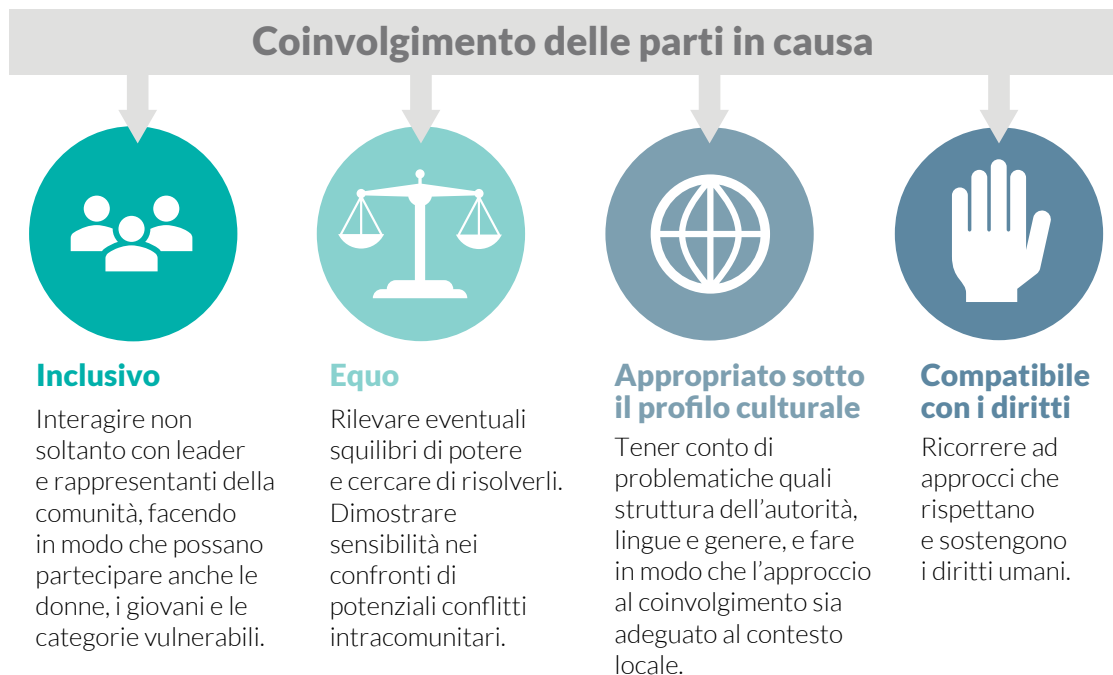 Coinvolgimento delle parti in causa
Inclusivo
Interagire non
soltanto con leader
e rappresentanti della
comunità, facendo
in modo che possano
partecipare anche le
donne, i giovani e le
categorie vulnerabili.
Equo
Rilevare eventuali
squilibri di potere
e cercare di risolverli.
Dimostrare
sensibilità nei
confronti di
potenziali conflitti
intracomunitari.
Appropriato sotto
il profilo culturale
Tener conto di
problematiche quali
struttura dell’autorità,
lingue e genere, e fare
in modo che l’approccio
al coinvolgimento sia
adeguato al contesto
locale.
Compatibile
con i diritti
Ricorrere ad
approcci che
rispettano
e sostengono
i diritti umani.